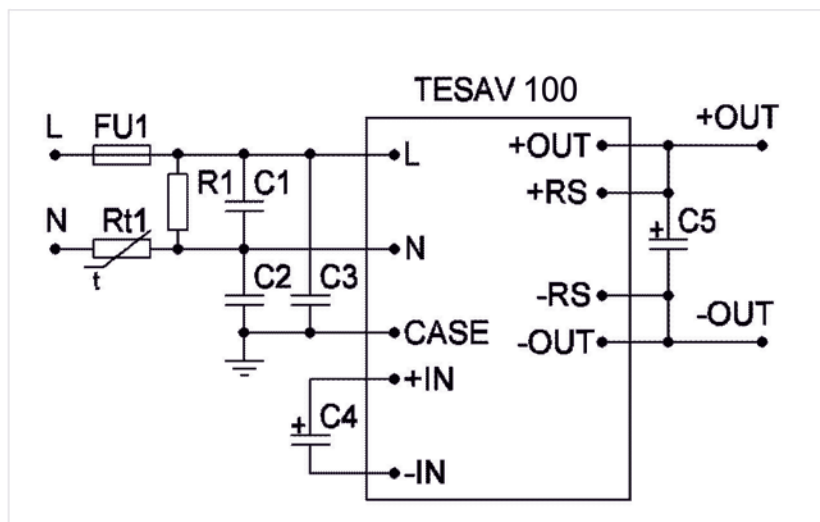 TESAV 100
L FU1 +OUT +OUT
L
R1 C1 +RS
N Rt1 C5
+
N
t C2 C3 -RS
-OUT -OUT
CASE
+IN
C4
+
-IN